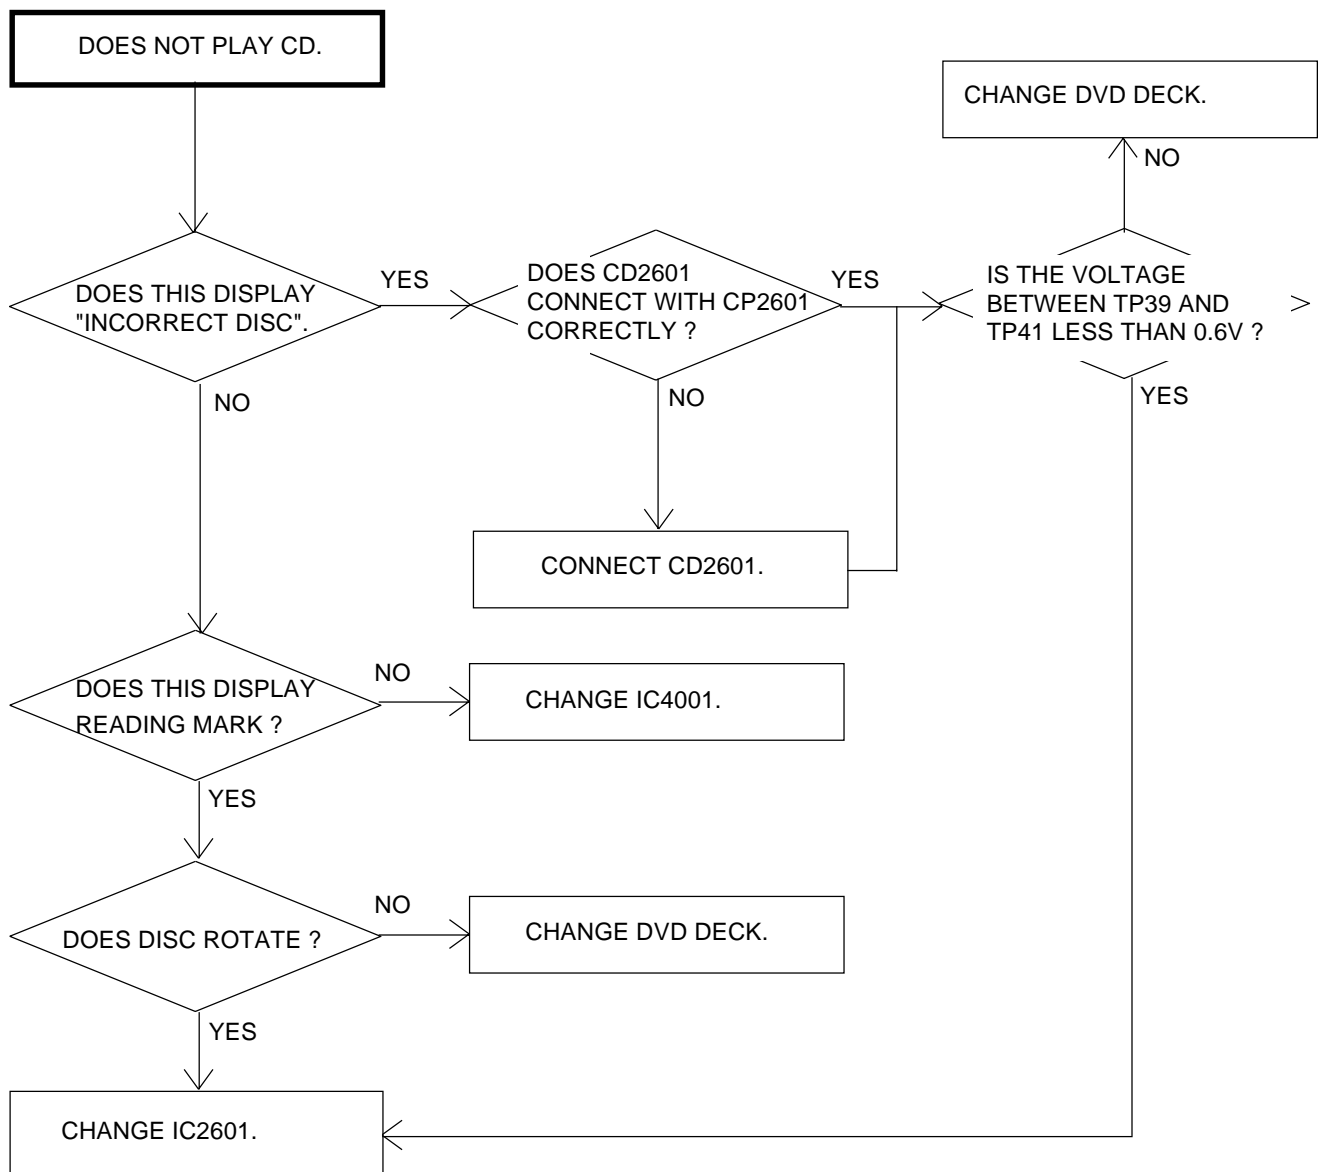 DOES NOT PLAY CD.
CHANGE DVD DECK.
NO
DOES THIS DISPLAY
"INCORRECT DISC".
YES
DOES CD2601
CONNECT WITH CP2601
CORRECTLY ?
YES
IS THE VOLTAGE
BETWEEN TP39 AND
TP41 LESS THAN 0.6V ?
NO
NO
YES
CONNECT CD2601.
DOES THIS DISPLAY
READING MARK ?
NO
CHANGE IC4001.
YES
DOES DISC ROTATE ?
NO
CHANGE DVD DECK.
YES
CHANGE IC2601.